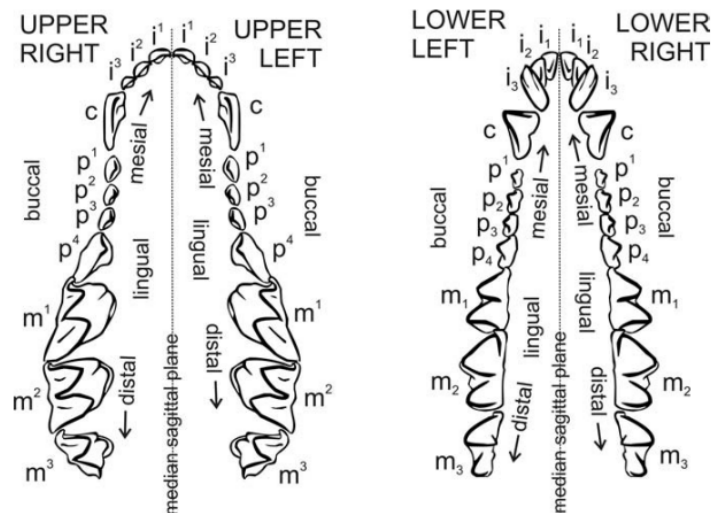 UPPER
RIGHT
UPPER
LEFT
i³ i² i¹ i¹ i² i³
c
c
p¹
p²
p³
p⁴
p¹
p²
p³
p⁴
m¹
m²
m³
m¹
m²
m³
buccal
mesial
lingual
distal
mesial
lingual
distal
buccal
median sagittal plane
LOWER
LEFT
LOWER
RIGHT
i₃ i₂ i₁ i₁ i₂ i₃
c
c
p¹
p₂
p₃
p₄
p¹
p₂
p₃
p₄
m₁
m₂
m₃
m₁
m₂
m₃
buccal
mesial
lingual
distal
mesial
lingual
distal
buccal
median sagittal plane